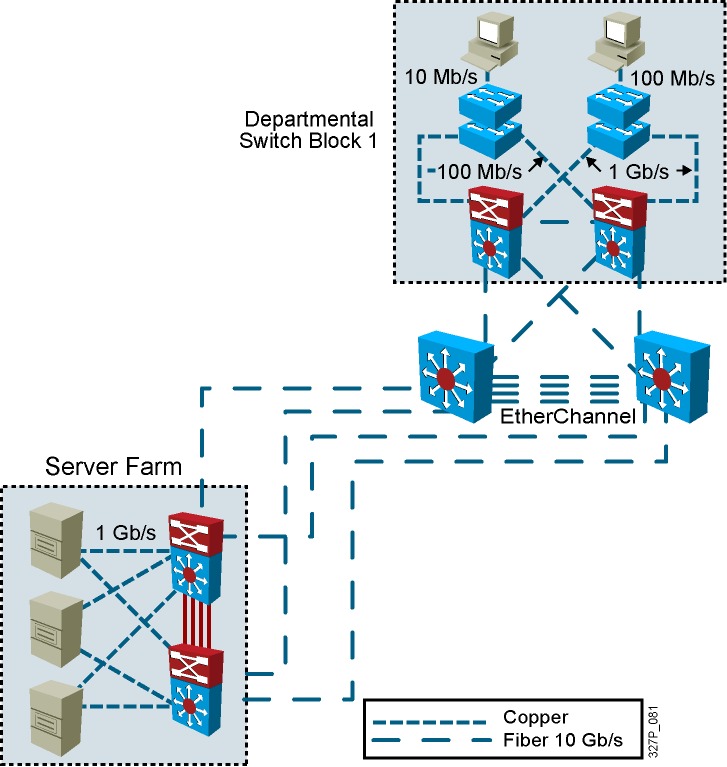 10 Mb/s
100 Mb/s
Departmental
Switch Block 1
100 Mb/s
1 Gb/s
EtherChannel
Server Farm
1 Gb/s
Copper
Fiber 10 Gb/s
327P_081